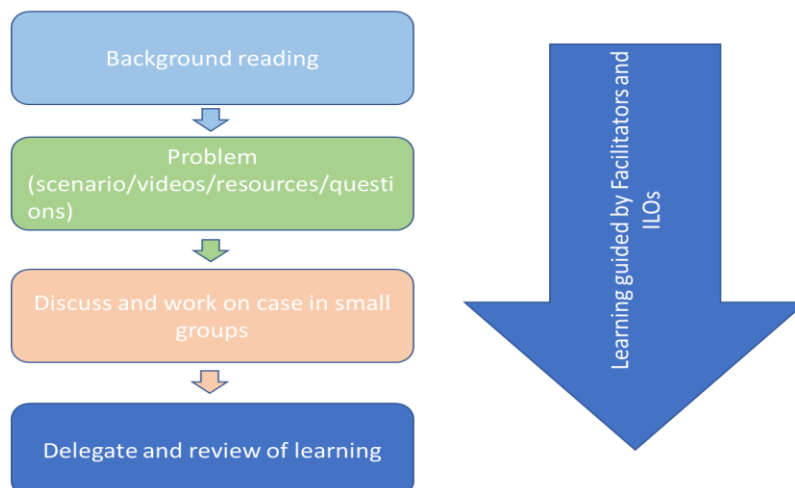 Background reading
Problem
(scenario/videos/resources/questi
ons)
Discuss and work on case in small
groups
Delegate and review of learning
Learning guided by Facilitators and
ILOs